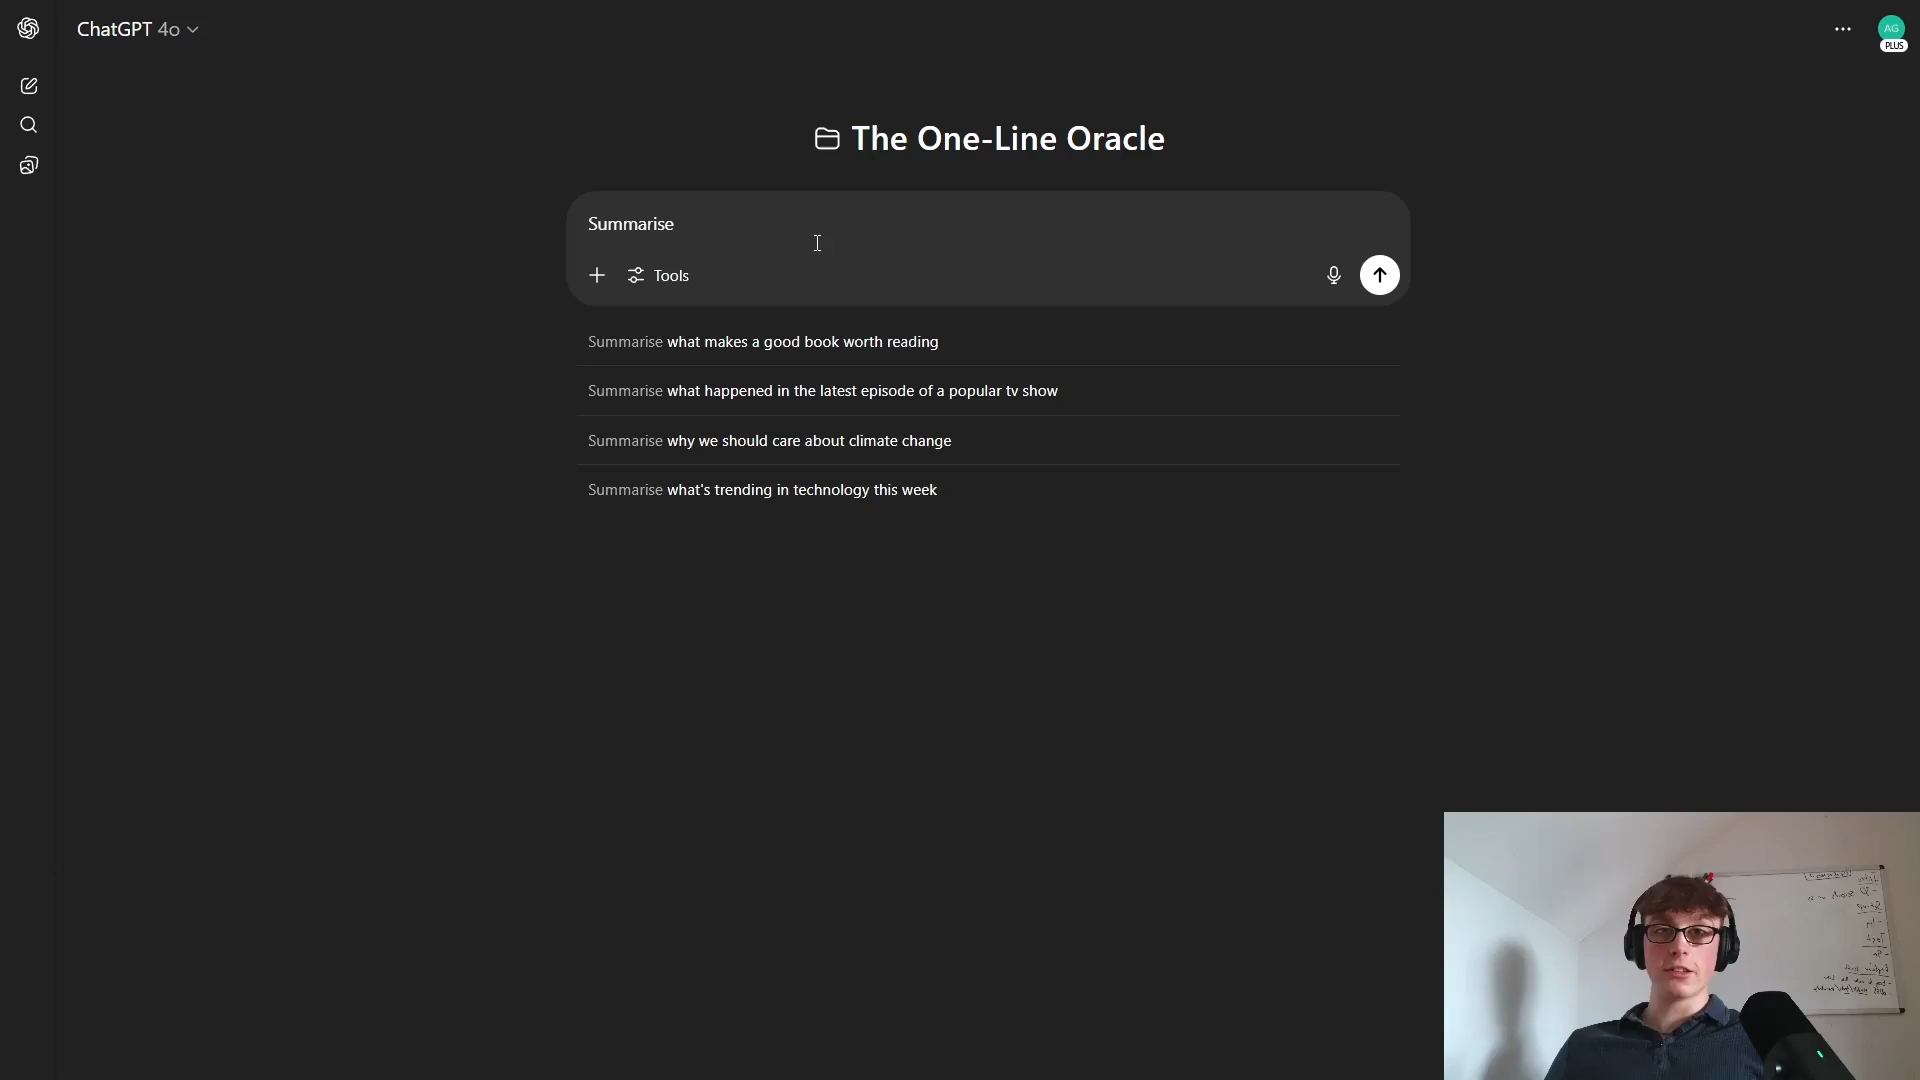 ChatGPT 4o
AG
PLUS
The One-Line Oracle
Summarise
Tools
Summarise what makes a good book worth reading
Summarise what happened in the latest episode of a popular tv show
Summarise why we should care about climate change
Summarise what's trending in technology this week